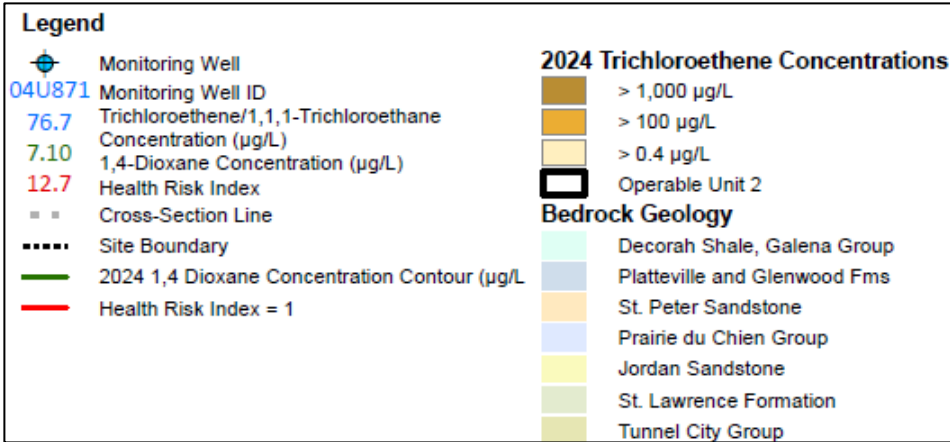 Legend
Monitoring Well
04U871 Monitoring Well ID
76.7 Trichloroethene/1,1,1-Trichloroethane
Concentration (µg/L)
7.10 1,4-Dioxane Concentration (µg/L)
12.7 Health Risk Index
Cross-Section Line
Site Boundary
2024 1,4 Dioxane Concentration Contour (µg/L
Health Risk Index = 1
2024 Trichloroethene Concentrations
> 1,000 µg/L
> 100 µg/L
> 0.4 µg/L
Operable Unit 2
Bedrock Geology
Decorah Shale, Galena Group
Platteville and Glenwood Fms
St. Peter Sandstone
Prairie du Chien Group
Jordan Sandstone
St. Lawrence Formation
Tunnel City Group